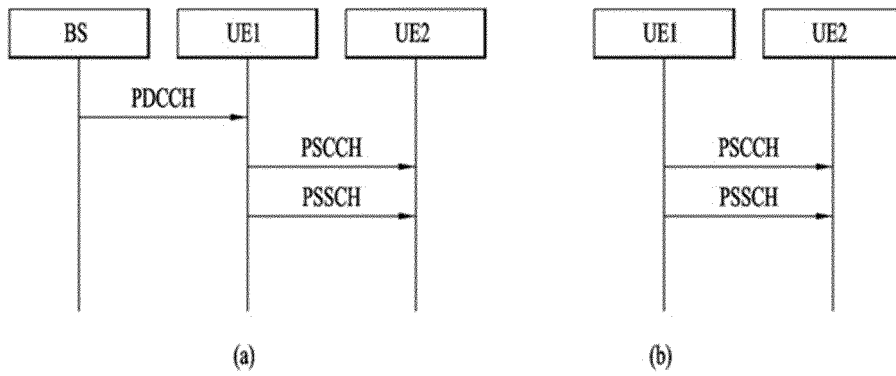 BS UE1 UE2 UE1 UE2
PDCCH
PSCCH PSCCH
PSSCH PSSCH
(a) (b)